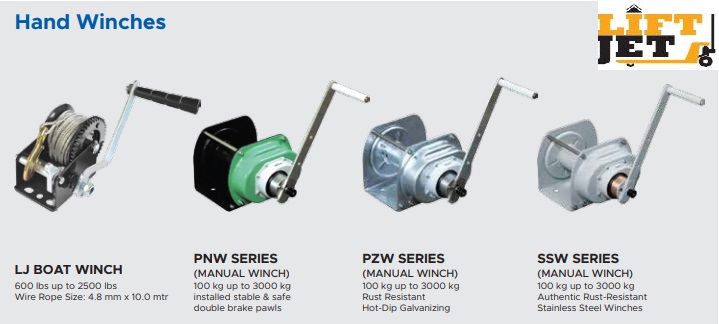 Hand Winches
LIFT
JET
LJ BOAT WINCH
600 lbs up to 2500 lbs
Wire Rope Size: 4.8 mm x 10.0 mtr
PNW SERIES
(MANUAL WINCH)
100 kg up to 3000 kg
installed stable & safe
double brake pawls
PZW SERIES
(MANUAL WINCH)
100 kg up to 3000 kg
Rust Resistant
Hot-Dip Galvanizing
SSW SERIES
(MANUAL WINCH)
100 kg up to 3000 kg
Authentic Rust-Resistant
Stainless Steel Winches